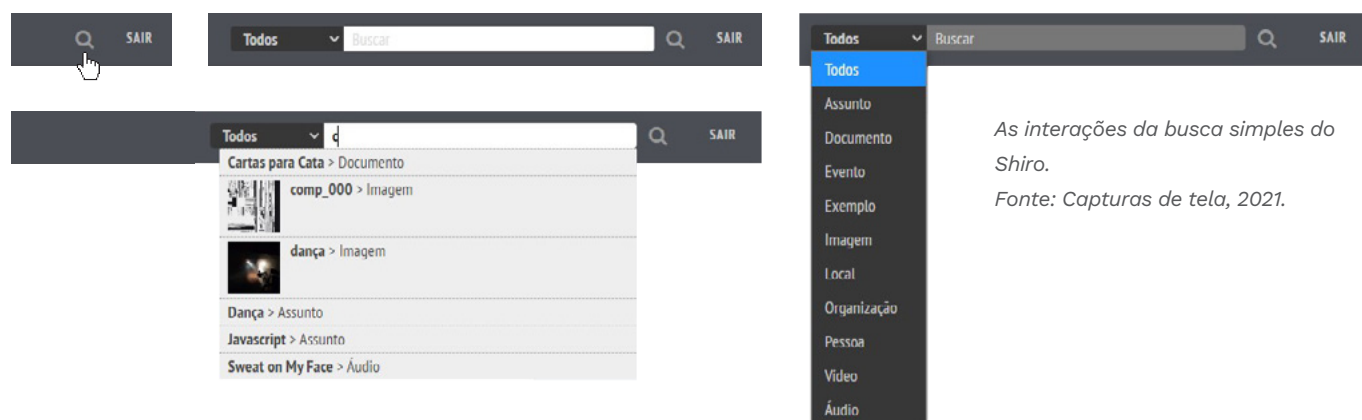 SAIR
Todos Buscar SAIR
Todos c SAIR
Cartas para Cata > Documento
comp_000 > Imagem
dança > Imagem
Dança > Assunto
Javascript > Assunto
Sweat on My Face > Áudio
Todos Buscar SAIR
Todos
Assunto
Documento
Evento
Exemplo
Imagem
Local
Organização
Pessoa
Vídeo
Áudio
As interações da busca simples do
Shiro.
Fonte: Capturas de tela, 2021.